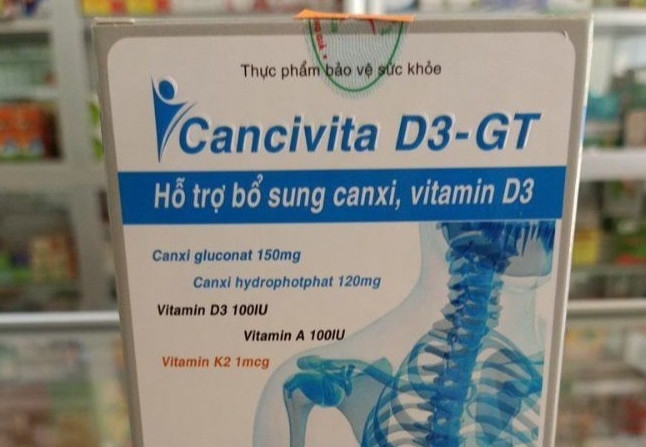 Thực phẩm bảo vệ sức khỏe
Cancivita D3-GT
Hỗ trợ bổ sung canxi, vitamin D3
Canxi gluconat 150mg
Canxi hydrophotphat 120mg
Vitamin D3 100IU
Vitamin A 100IU
Vitamin K2 1mcg